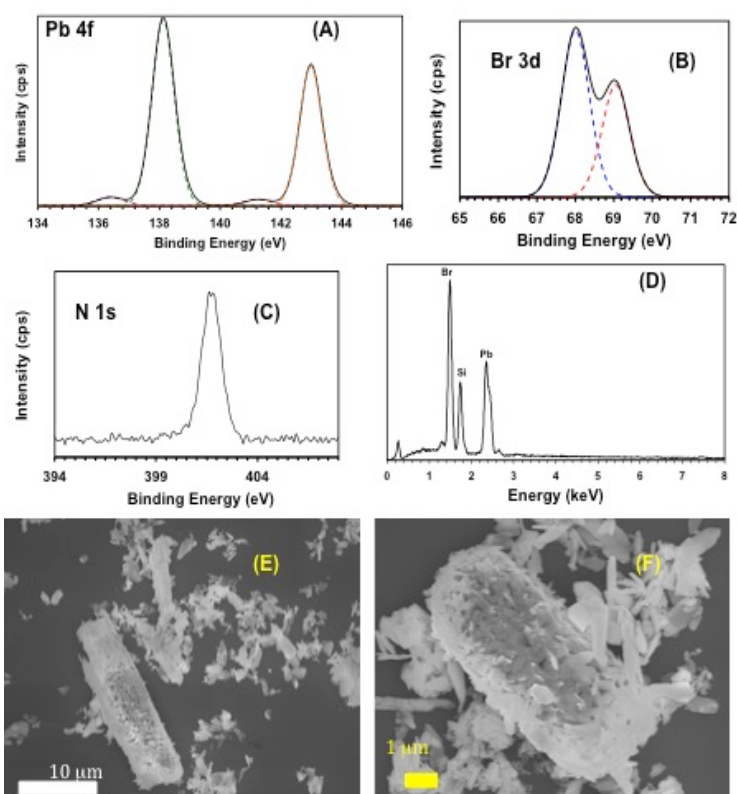 Pb 4f
(A)
Intensity (cps)
134 136 138 140 142 144 146
Binding Energy (eV)
Br 3d
(B)
Intensity (cps)
65 66 67 68 69 70 71 72
Binding Energy (eV)
N 1s
(C)
Intensity (cps)
394 399 404
Binding Energy (eV)
(D)
Br
Si
Pb
0 1 2 3 4 5 6 7 8
Energy (keV)
(E)
10 μm
(F)
1 μm